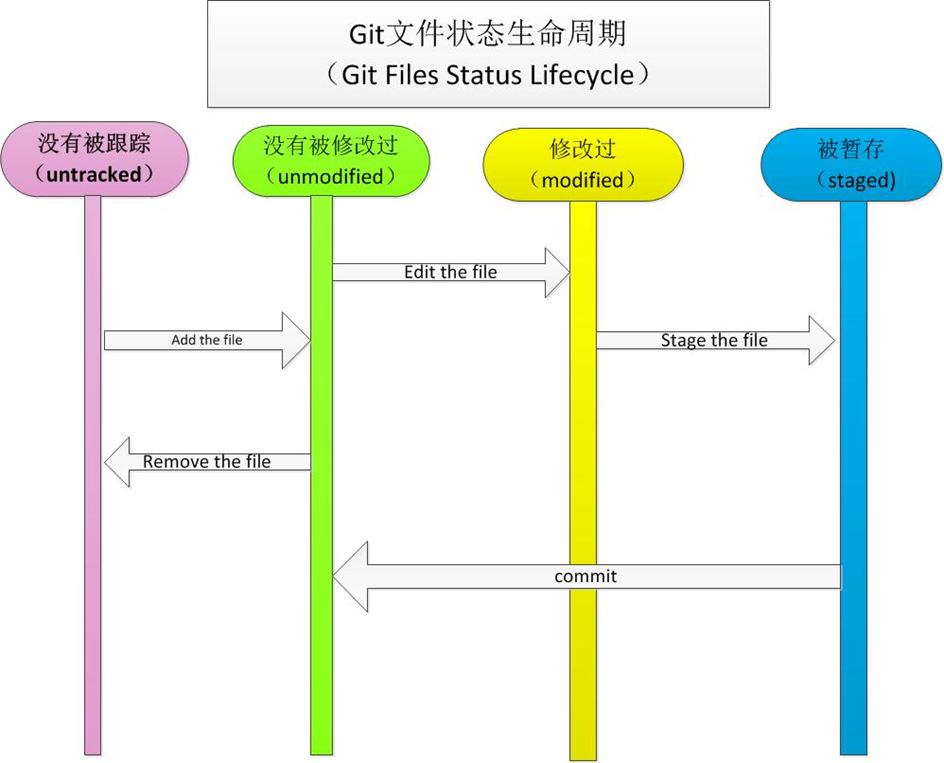 Git文件状态生命周期
（Git Files Status Lifecycle）
没有被跟踪
（untracked）
没有被修改过
（unmodified）
修改过
（modified）
被暂存
（staged)
Edit the file
Add the file
Stage the file
Remove the file
commit